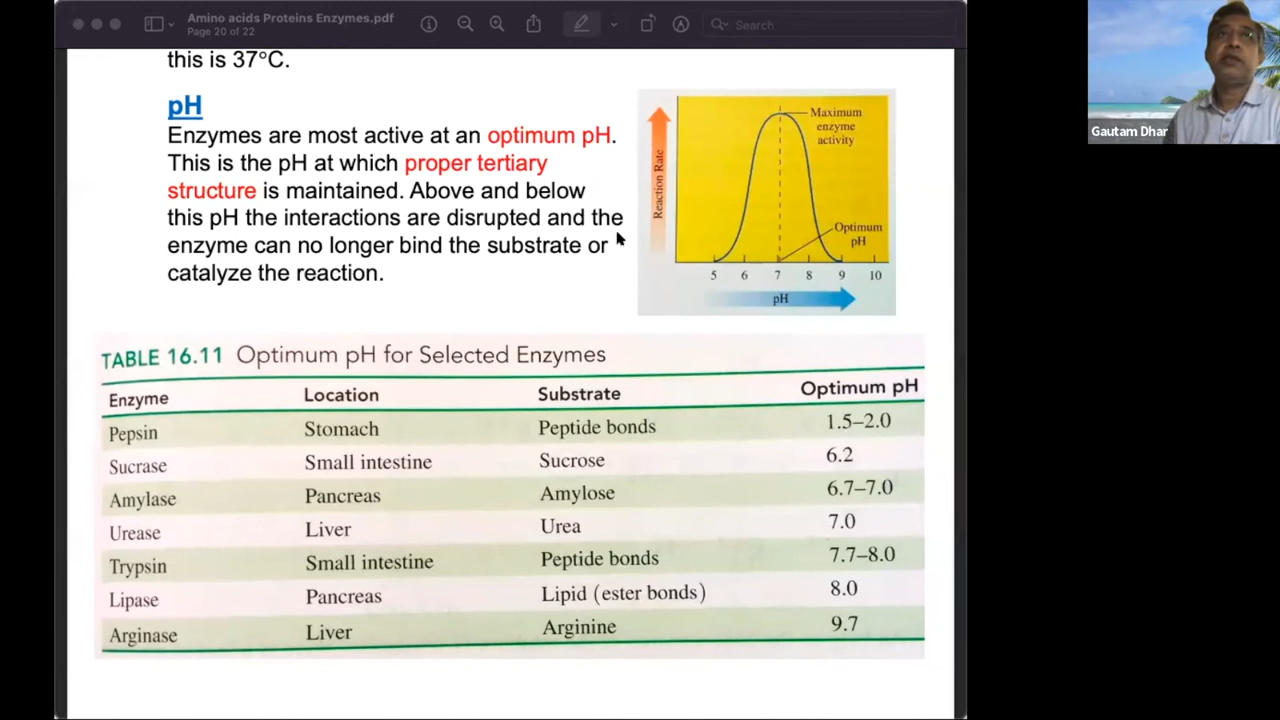 Amino acids Proteins Enzymes.pdf
Page 20 of 22
Search
this is 37°C.
pH
Enzymes are most active at an optimum pH.
This is the pH at which proper tertiary
structure is maintained. Above and below
this pH the interactions are disrupted and the
enzyme can no longer bind the substrate or
catalyze the reaction.
Reaction Rate
Maximum
enzyme
activity
Optimum
pH
5 6 7 8 9 10
pH
TABLE 16.11 Optimum pH for Selected Enzymes
Enzyme Location Substrate Optimum pH
Pepsin Stomach Peptide bonds 1.5–2.0
Sucrase Small intestine Sucrose 6.2
Amylase Pancreas Amylose 6.7–7.0
Urease Liver Urea 7.0
Trypsin Small intestine Peptide bonds 7.7–8.0
Lipase Pancreas Lipid (ester bonds) 8.0
Arginase Liver Arginine 9.7
Gautam Dhar